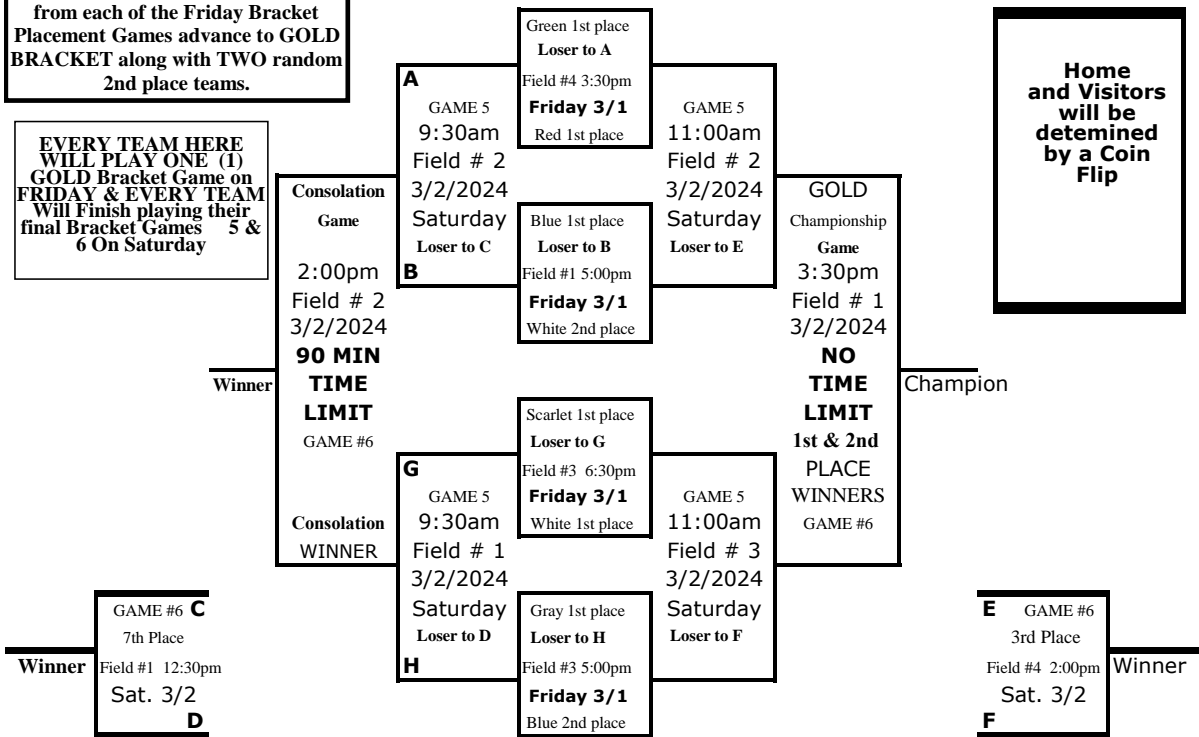 from each of the Friday Bracket
Placement Games advance to GOLD
BRACKET along with TWO random
2nd place teams.
EVERY TEAM HERE
WILL PLAY ONE (1)
GOLD Bracket Game on
FRIDAY & EVERY TEAM
Will Finish playing their
final Bracket Games 5 &
6 On Saturday
Consolation
Game
2:00pm
Field # 2
3/2/2024
90 MIN
TIME
LIMIT
GAME #6
Consolation
WINNER
Winner
A
GAME 5
9:30am
Field # 2
3/2/2024
Saturday
Loser to C
B
G
GAME 5
9:30am
Field # 1
3/2/2024
Saturday
Loser to D
H
Green 1st place
Loser to A
Field #4 3:30pm
Friday 3/1
Red 1st place
Blue 1st place
Loser to B
Field #1 5:00pm
Friday 3/1
White 2nd place
Scarlet 1st place
Loser to G
Field #3 6:30pm
Friday 3/1
White 1st place
Gray 1st place
Loser to H
Field #3 5:00pm
Friday 3/1
Blue 2nd place
GAME 5
11:00am
Field # 2
3/2/2024
Saturday
Loser to E
GAME 5
11:00am
Field # 3
3/2/2024
Saturday
Loser to F
GOLD
Championship
Game
3:30pm
Field # 1
3/2/2024
NO
TIME
LIMIT
1st & 2nd
PLACE
WINNERS
GAME #6
Champion
Home
and Visitors
will be
detemined
by a Coin
Flip
GAME #6 C
7th Place
Winner Field #1 12:30pm
Sat. 3/2
D
E GAME #6
3rd Place
Field #4 2:00pm Winner
Sat. 3/2
F